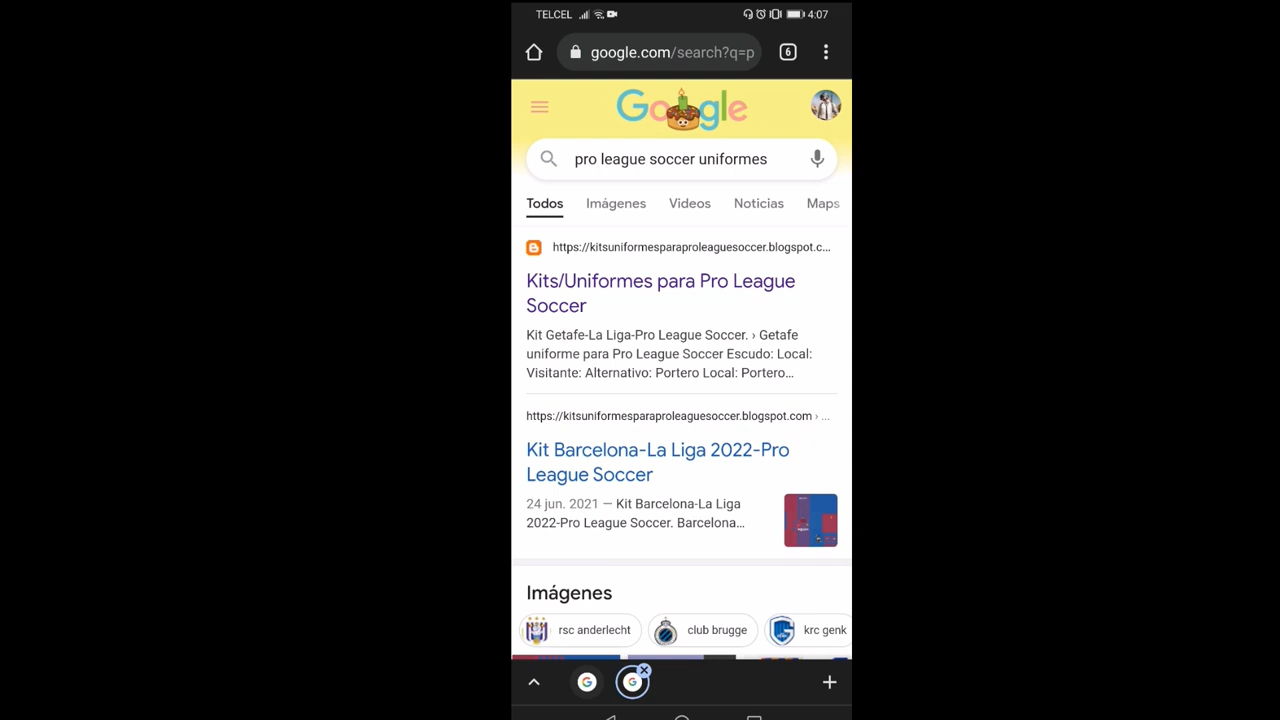 TELCEL 4:07
google.com/search?q=p 6
Google
pro league soccer uniformes
Todos Imágenes Videos Noticias Maps
https://kitsuniformesparaproleaguesoccer.blogspot.c...
Kits/Uniformes para Pro League
Soccer
Kit Getafe-La Liga-Pro League Soccer. › Getafe
uniforme para Pro League Soccer Escudo: Local:
Visitante: Alternativo: Portero Local: Portero...
https://kitsuniformesparaproleaguesoccer.blogspot.com › ...
Kit Barcelona-La Liga 2022-Pro
League Soccer
24 jun. 2021 — Kit Barcelona-La Liga
2022-Pro League Soccer. Barcelona...
Imágenes
rsc anderlecht club brugge krc genk